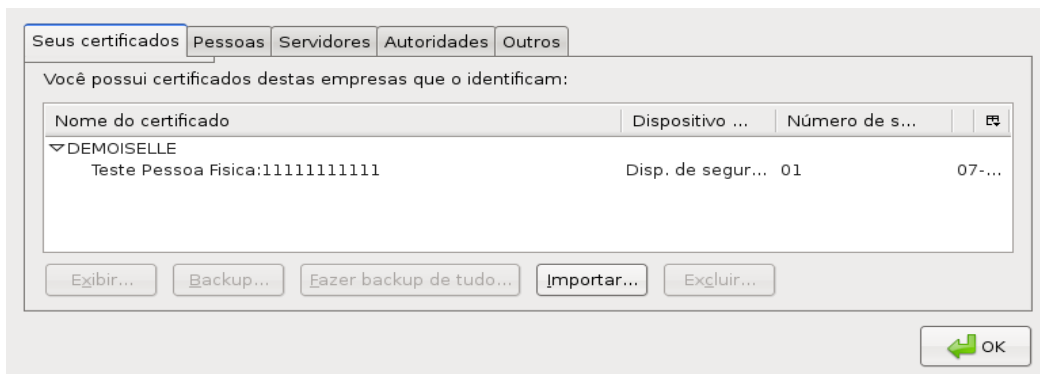 Seus certificados Pessoas Servidores Autoridades Outros
Você possui certificados destas empresas que o identificam:
Nome do certificado Dispositivo ... Número de s...
DEMOISELLE
Teste Pessoa Fisica:11111111111 Disp. de segur... 01 07-...
Exibir... Backup... Fazer backup de tudo... Importar... Excluir...
OK